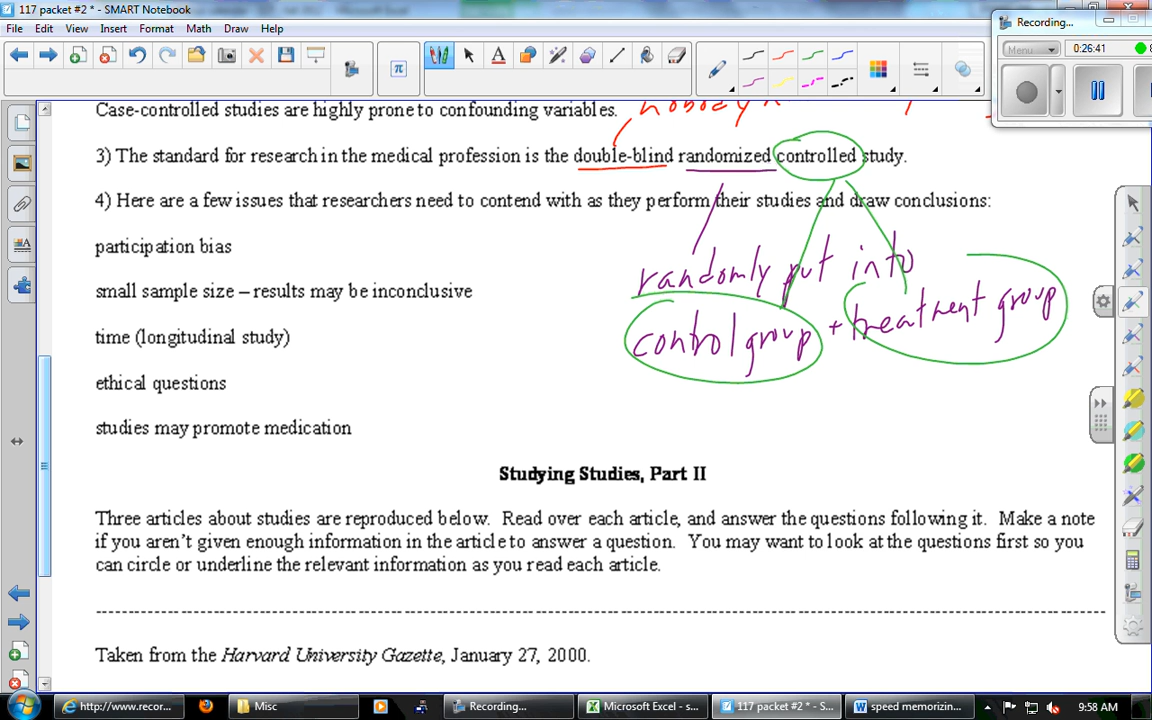 117 packet #2 * - SMART Notebook
File Edit View Insert Format Math Draw Help
Recording...
Menu
0:26:41
π
A
Case-controlled studies are highly prone to confounding variables.
nobody
3) The standard for research in the medical profession is the double-blind randomized controlled study.
4) Here are a few issues that researchers need to contend with as they perform their studies and draw conclusions:
participation bias
randomly put into
small sample size – results may be inconclusive
control group + treatment group
time (longitudinal study)
ethical questions
studies may promote medication
Studying Studies, Part II
Three articles about studies are reproduced below. Read over each article, and answer the questions following it. Make a note
if you aren't given enough information in the article to answer a question. You may want to look at the questions first so you
can circle or underline the relevant information as you read each article.
Taken from the Harvard University Gazette, January 27, 2000.
http://www.recor...
Misc
Recording...
Microsoft Excel - s...
117 packet #2 * - S...
speed memorizin...
9:58 AM